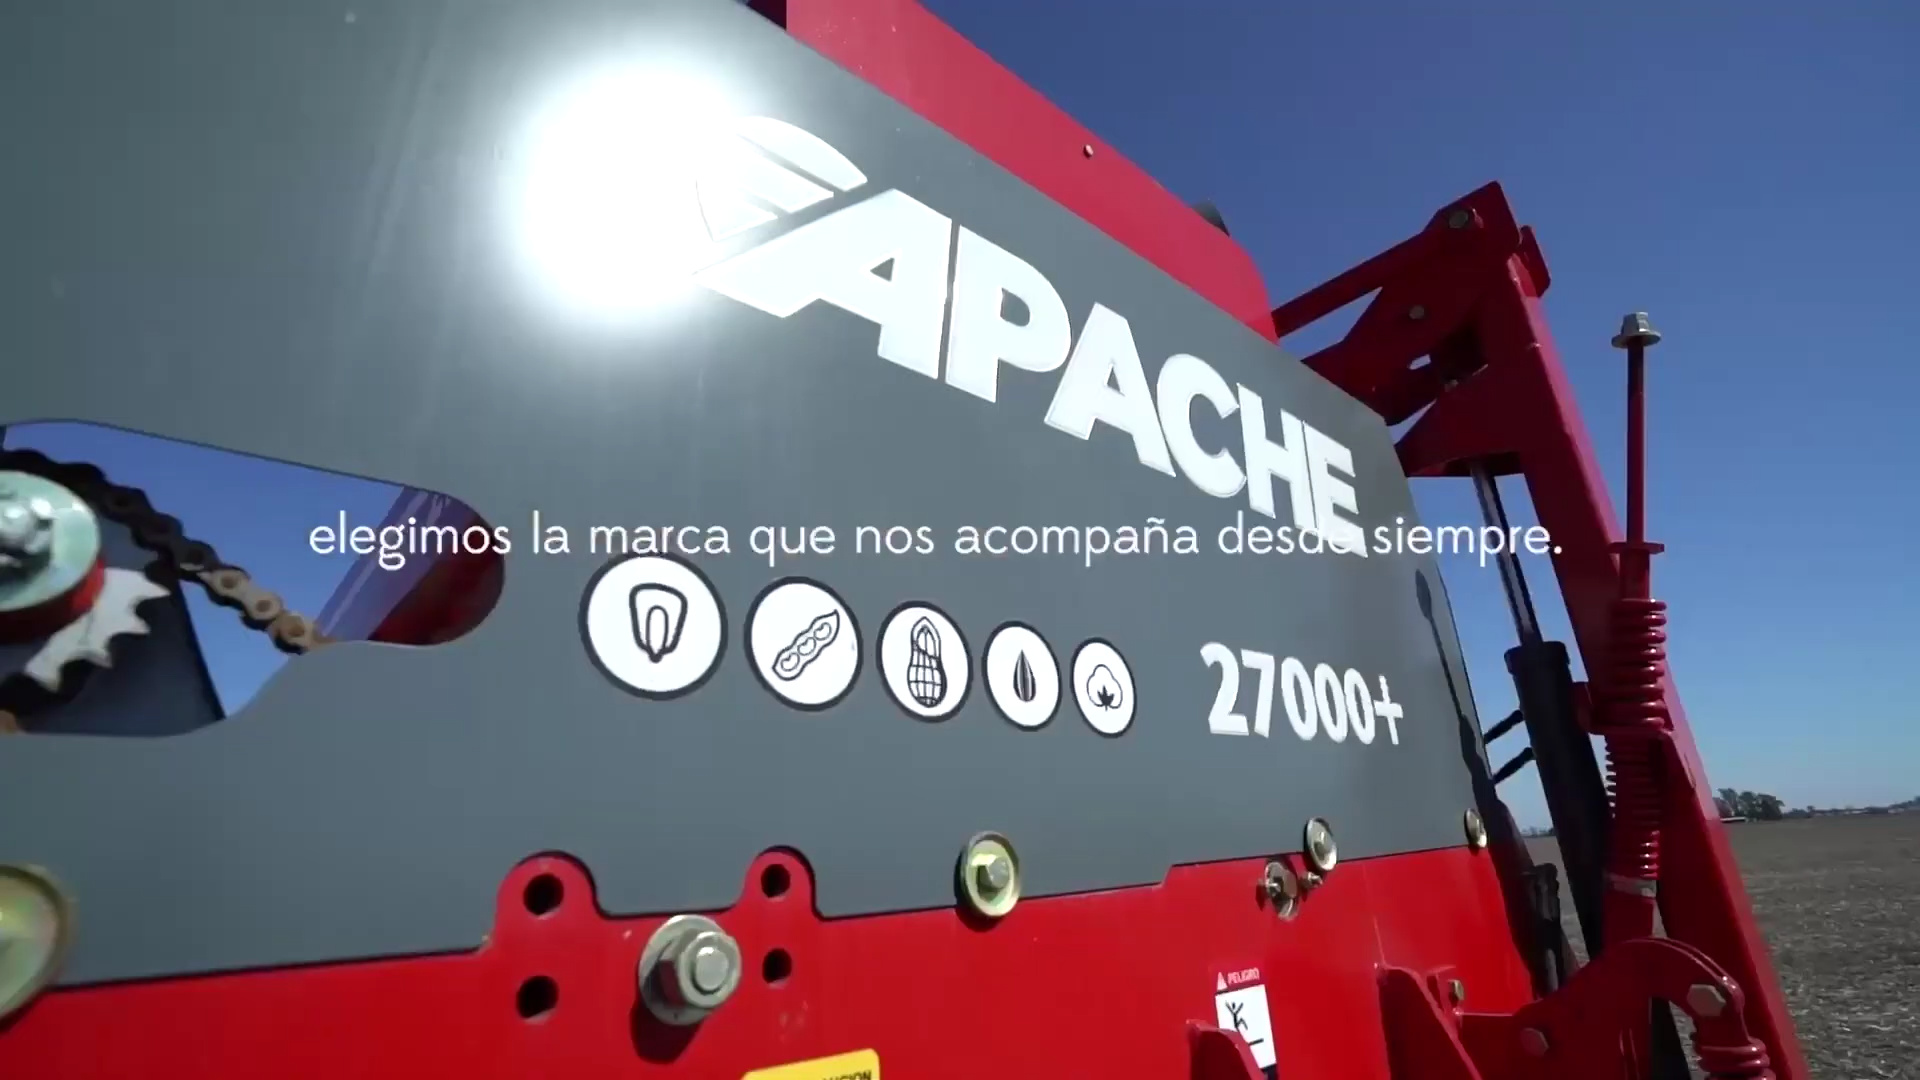 APACHE
elegimos la marca que nos acompaña desde siempre.
27000+
PELIGRO